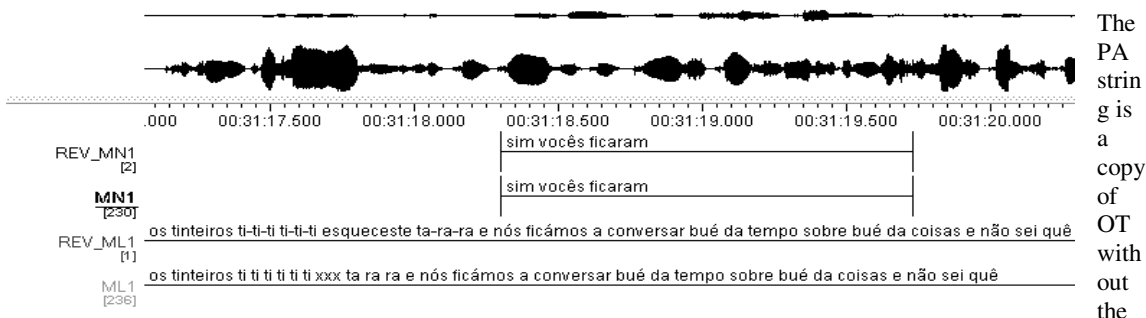 .000 00:31:17.500 00:31:18.000 00:31:18.500 00:31:19.000 00:31:19.500 00:31:20.000
REV_MN1
[2]
sim vocês ficaram
MN1
[230]
sim vocês ficaram
REV_ML1
[1]
os tinteiros ti-ti-ti ti-ti-ti esqueceste ta-ra-ra e nós ficámos a conversar bué da tempo sobre bué da coisas e não sei quê
ML1
[236]
os tinteiros ti ti ti ti ti ti xxx ta ra ra e nós ficámos a conversar bué da tempo sobre bué da coisas e não sei quê
The
PA
strin
g is
a
copy
of
OT
with
out
the